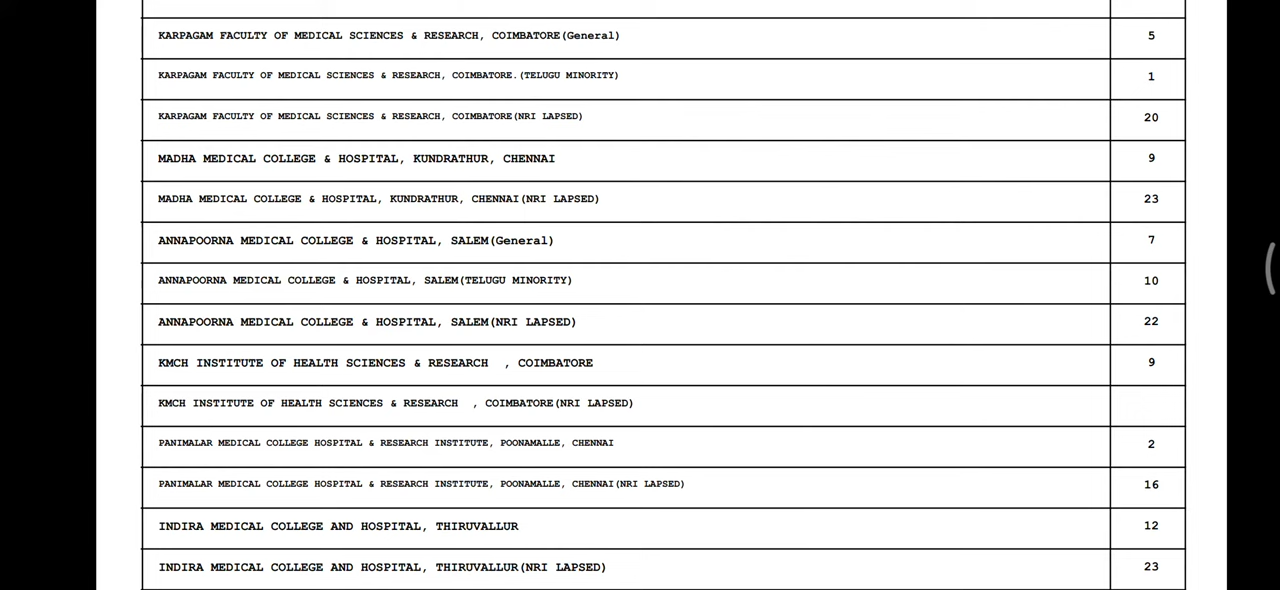 KARPAGAM FACULTY OF MEDICAL SCIENCES & RESEARCH, COIMBATORE(General) 5
KARPAGAM FACULTY OF MEDICAL SCIENCES & RESEARCH, COIMBATORE.(TELUGU MINORITY) 1
KARPAGAM FACULTY OF MEDICAL SCIENCES & RESEARCH, COIMBATORE(NRI LAPSED) 20
MADHA MEDICAL COLLEGE & HOSPITAL, KUNDRATHUR, CHENNAI 9
MADHA MEDICAL COLLEGE & HOSPITAL, KUNDRATHUR, CHENNAI(NRI LAPSED) 23
ANNAPOORNA MEDICAL COLLEGE & HOSPITAL, SALEM(General) 7
ANNAPOORNA MEDICAL COLLEGE & HOSPITAL, SALEM(TELUGU MINORITY) 10
ANNAPOORNA MEDICAL COLLEGE & HOSPITAL, SALEM(NRI LAPSED) 22
KMCH INSTITUTE OF HEALTH SCIENCES & RESEARCH , COIMBATORE 9
KMCH INSTITUTE OF HEALTH SCIENCES & RESEARCH , COIMBATORE(NRI LAPSED)
PANIMALAR MEDICAL COLLEGE HOSPITAL & RESEARCH INSTITUTE, POONAMALLE, CHENNAI 2
PANIMALAR MEDICAL COLLEGE HOSPITAL & RESEARCH INSTITUTE, POONAMALLE, CHENNAI(NRI LAPSED) 16
INDIRA MEDICAL COLLEGE AND HOSPITAL, THIRUVALLUR 12
INDIRA MEDICAL COLLEGE AND HOSPITAL, THIRUVALLUR(NRI LAPSED) 23